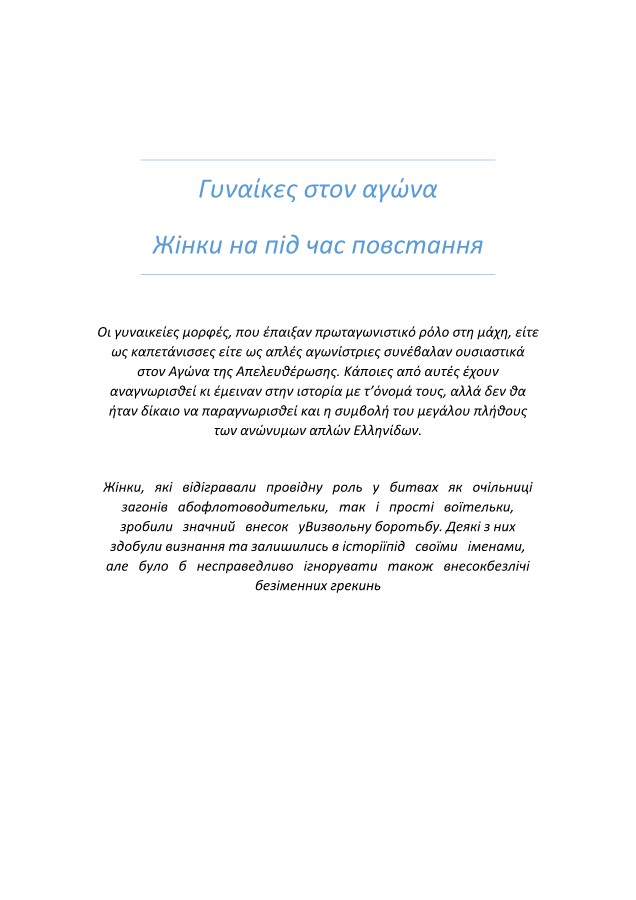 Γυναίκες στον αγώνα
Жінки на під час повстання
Οι γυναικείες μορφές, που έπαιξαν πρωταγωνιστικό ρόλο στη μάχη, είτε
ως καπετάνισσες είτε ως απλές αγωνίστριες συνέβαλαν ουσιαστικά
στον Αγώνα της Απελευθέρωσης. Κάποιες από αυτές έχουν
αναγνωρισθεί κι έμειναν στην ιστορία με τ’όνομά τους, αλλά δεν θα
ήταν δίκαιο να παραγνωρισθεί και η συμβολή του μεγάλου πλήθους
των ανώνυμων απλών Ελληνίδων.
Жінки, які відігравали провідну роль у битвах як очільниці
загонів абофлотоводительки, так і прості воїтельки,
зробили значний внесок уВизвольну боротьбу. Деякі з них
здобули визнання та залишились в історіїпід своїми іменами,
але було б несправедливо ігнорувати також внесокбезлічі
безіменних грекинь